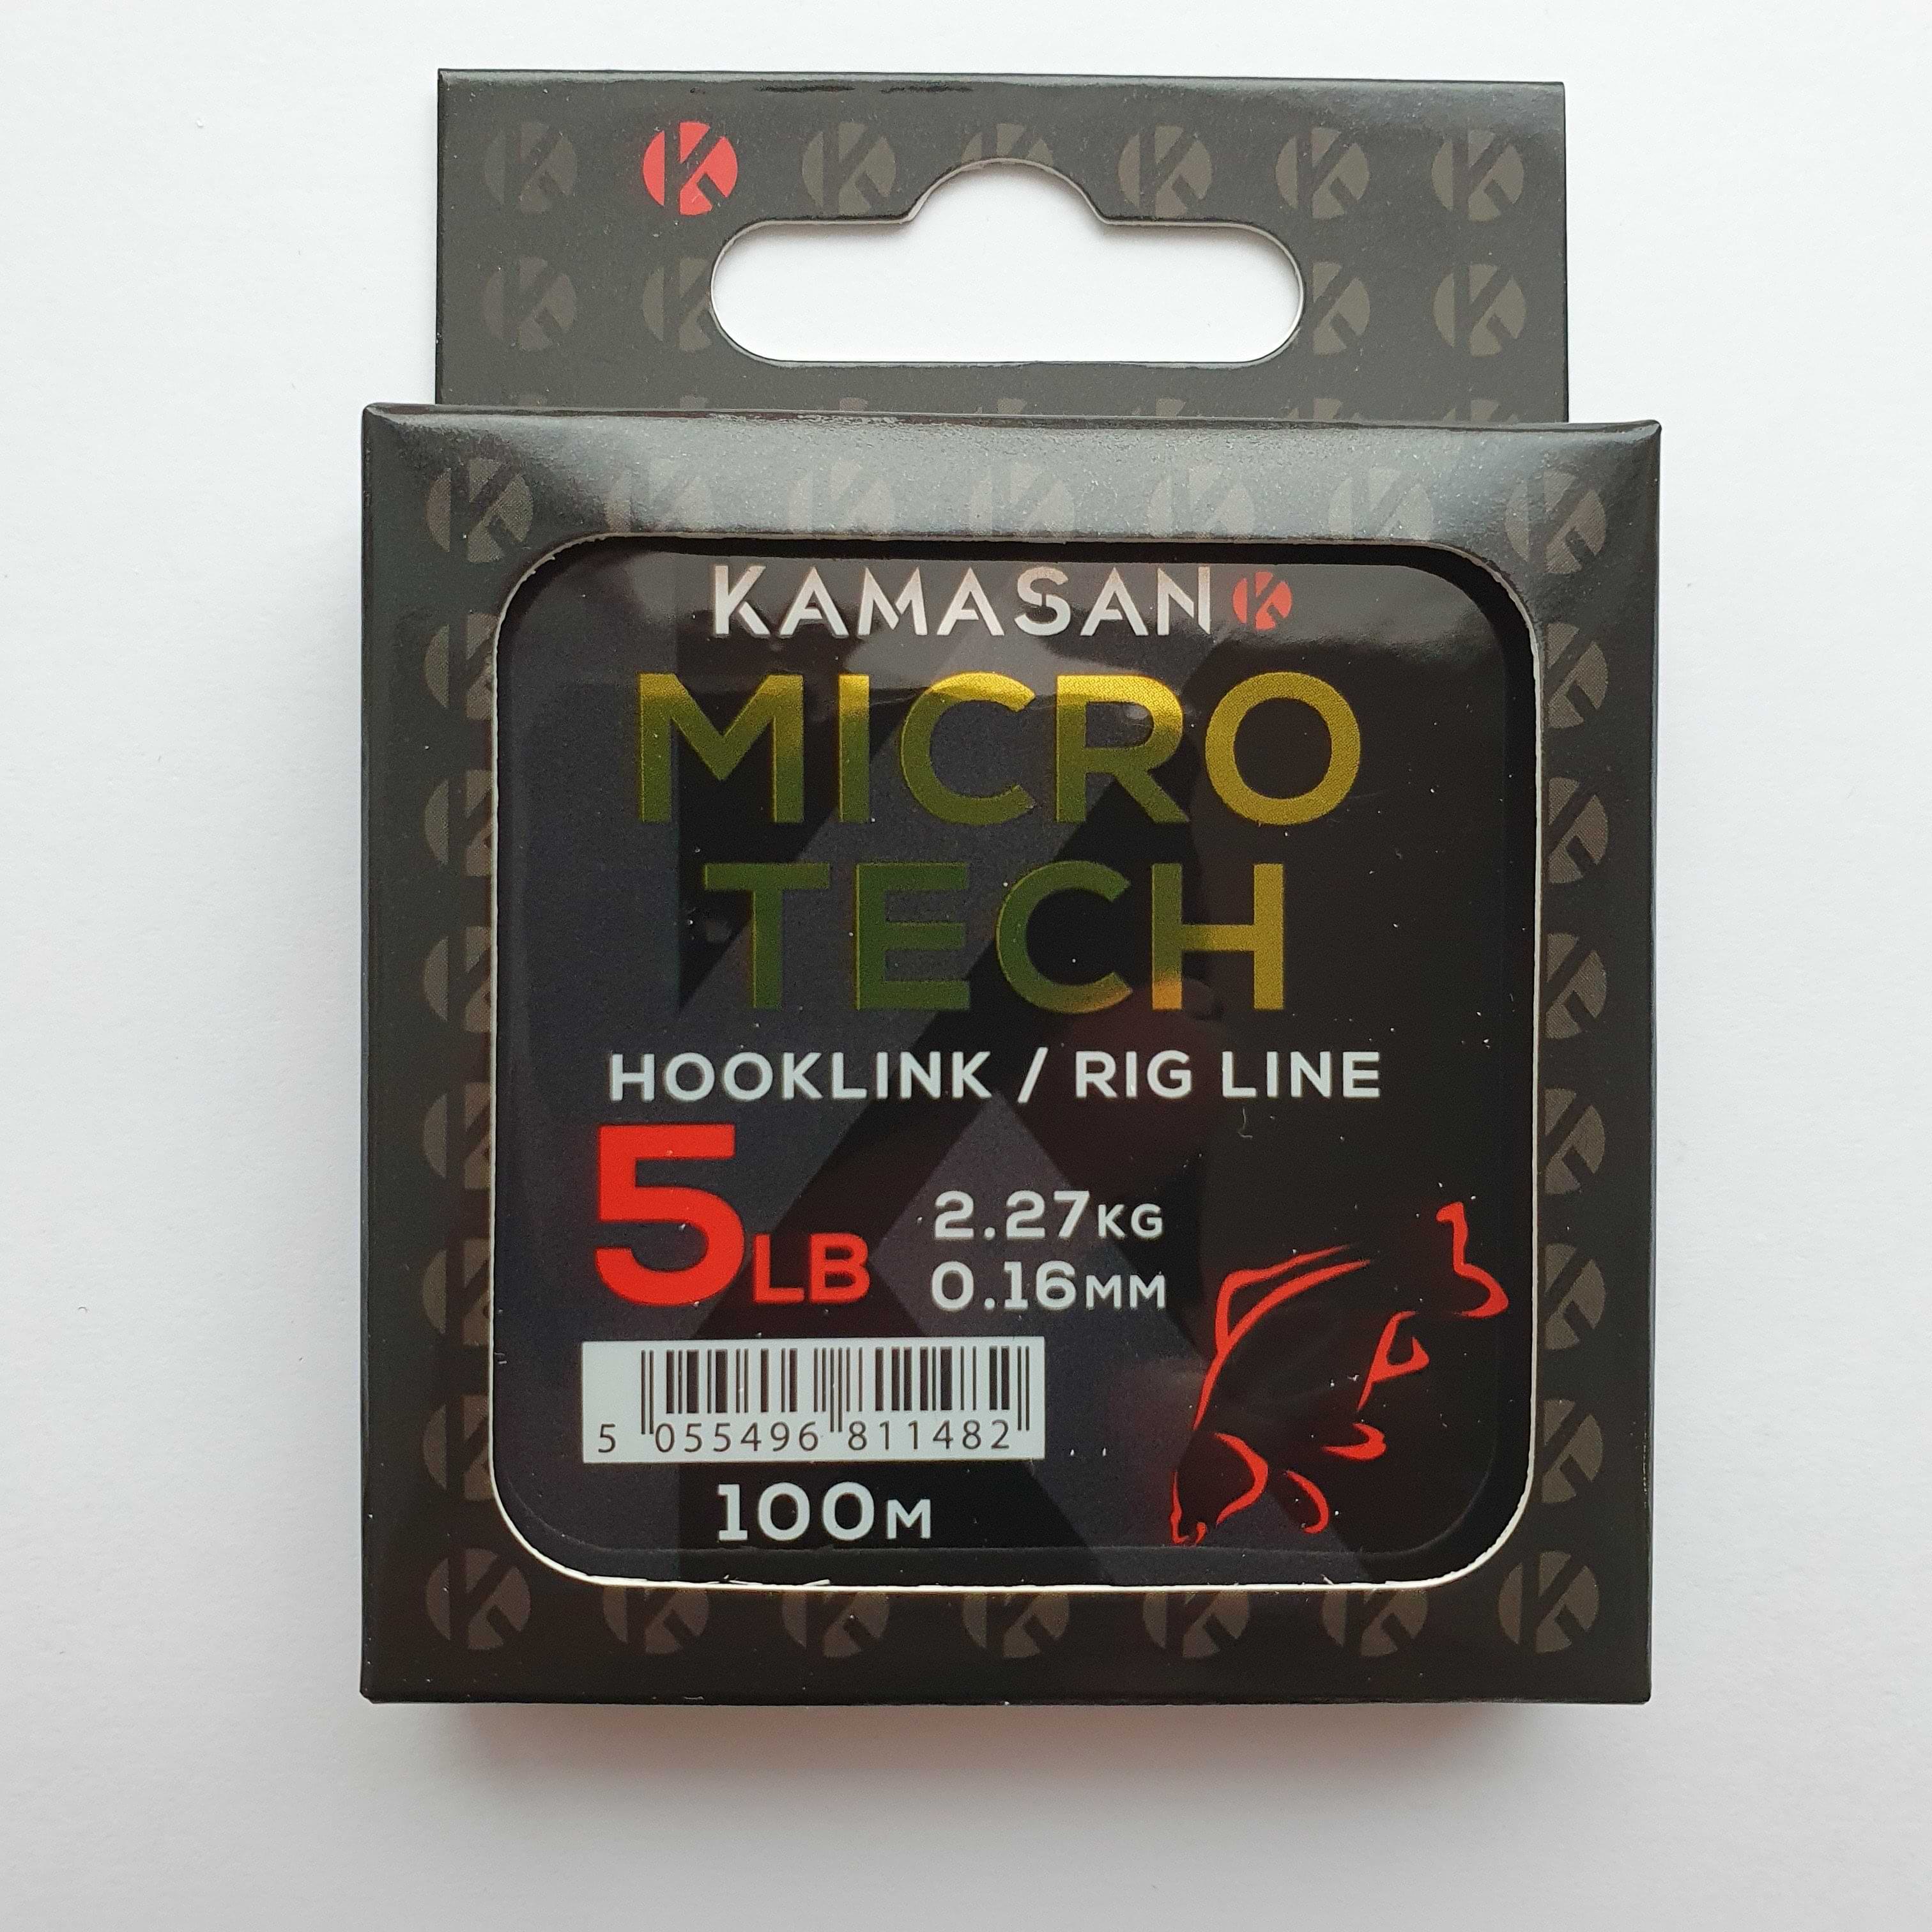 KAMASAN
MICRO
TECH
HOOKLINK / RIG LINE
5LB
2.27KG
0.16MM
5 055496 811482
100M